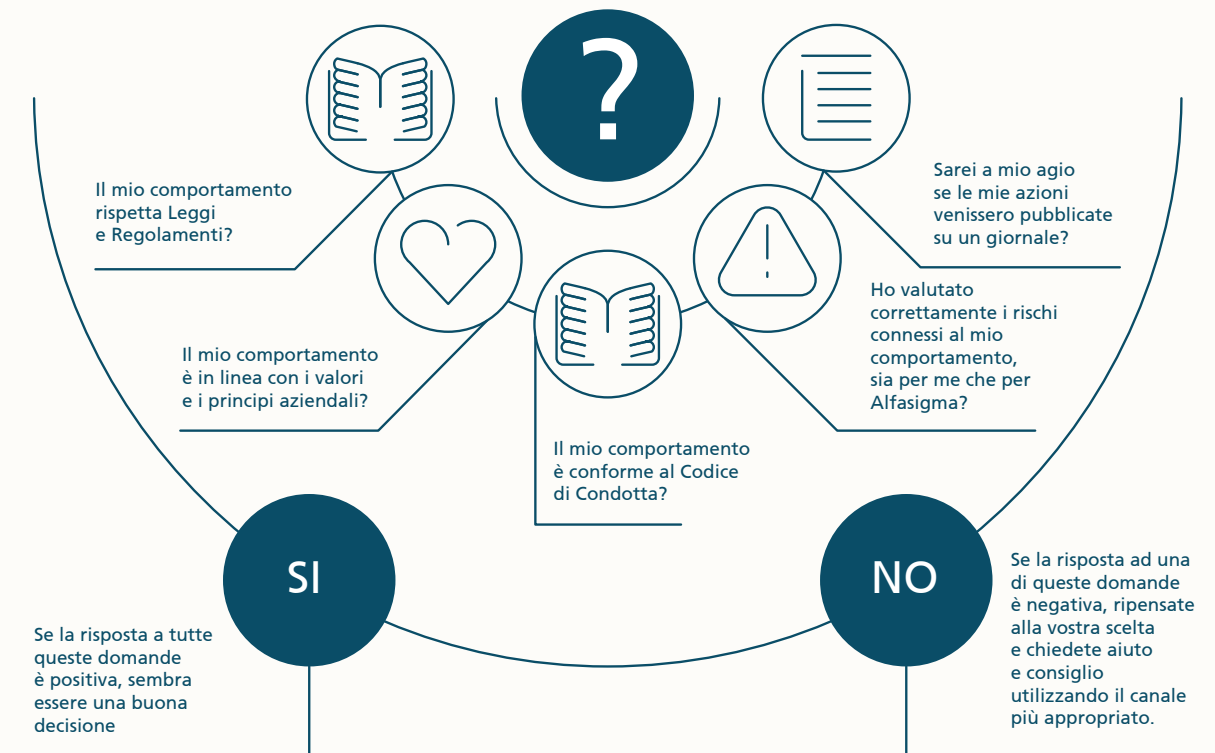 ?
Il mio comportamento
rispetta Leggi
e Regolamenti?
Il mio comportamento
è in linea con i valori
e i principi aziendali?
Il mio comportamento
è conforme al Codice
di Condotta?
Ho valutato
correttamente i rischi
connessi al mio
comportamento,
sia per me che per
Alfasigma?
Sarei a mio agio
se le mie azioni
venissero pubblicate
su un giornale?
SI
Se la risposta a tutte
queste domande
è positiva, sembra
essere una buona
decisione
NO
Se la risposta ad una
di queste domande
è negativa, ripensate
alla vostra scelta
e chiedete aiuto
e consiglio
utilizzando il canale
più appropriato.